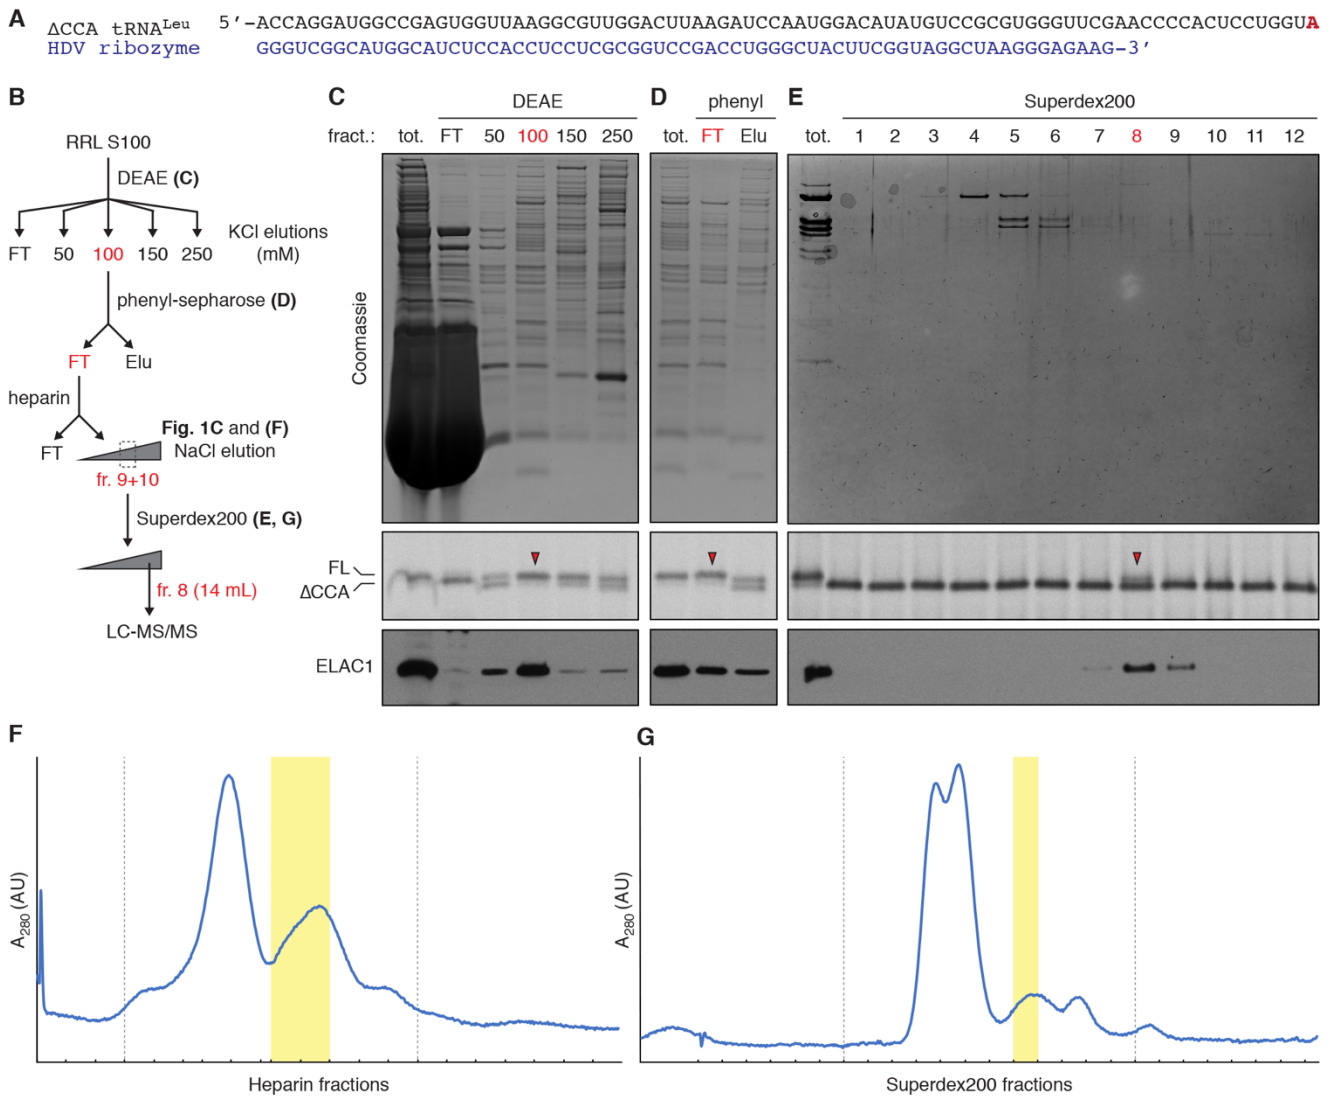 A
ΔCCA tRNALeu 5′-ACCAGGAUGGCCGAGUGGUUAAGGCGUUGGACUUAAGAUCCAAUGGACAUAUGUCCGCGUGGGUUCGAACCCCACUCCUGGUA
HDV ribozyme GGGUCGGCAUGGCAUCUCCACCUCCUCGCGGUCCGACCUGGGCUACUUCGGUAGGCUAAGGGAGAAG-3′
B
RRL S100
DEAE (C)
KCl elutions
(mM)
FT 50 100 150 250
phenyl-sepharose (D)
FT Elu
heparin
Fig. 1C and (F)
FT NaCl elution
fr. 9+10
Superdex200 (E, G)
fr. 8 (14 mL)
LC-MS/MS
C DEAE
fract.: tot. FT 50 100 150 250
D phenyl
tot. FT Elu
E Superdex200
tot. 1 2 3 4 5 6 7 8 9 10 11 12
Coomassie
FL
ΔCCA
ELAC1
F
A280 (AU)
Heparin fractions
G
A280 (AU)
Superdex200 fractions